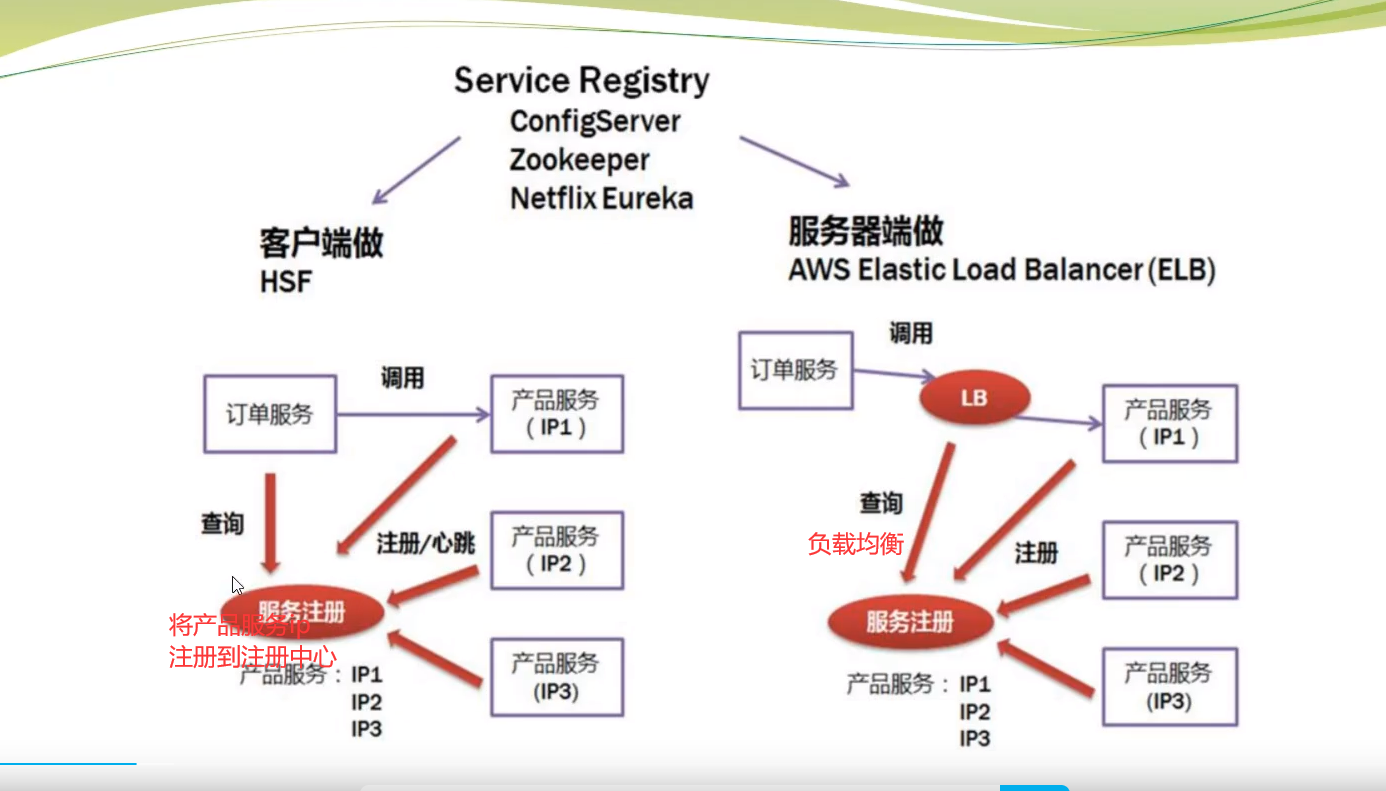 Service Registry
ConfigServer
Zookeeper
Netflix Eureka
客户端做
HSF
服务器端做
AWS Elastic Load Balancer (ELB)
订单服务
调用
产品服务
( IP1 )
查询
注册/心跳
产品服务
( IP2 )
服务注册
将产品服务ip
注册到注册中心
产品服务： IP1
IP2
IP3
产品服务
(IP3)
订单服务
调用
LB
产品服务
( IP1 )
查询
负载均衡
注册
产品服务
( IP2 )
服务注册
产品服务： IP1
IP2
IP3
产品服务
(IP3)